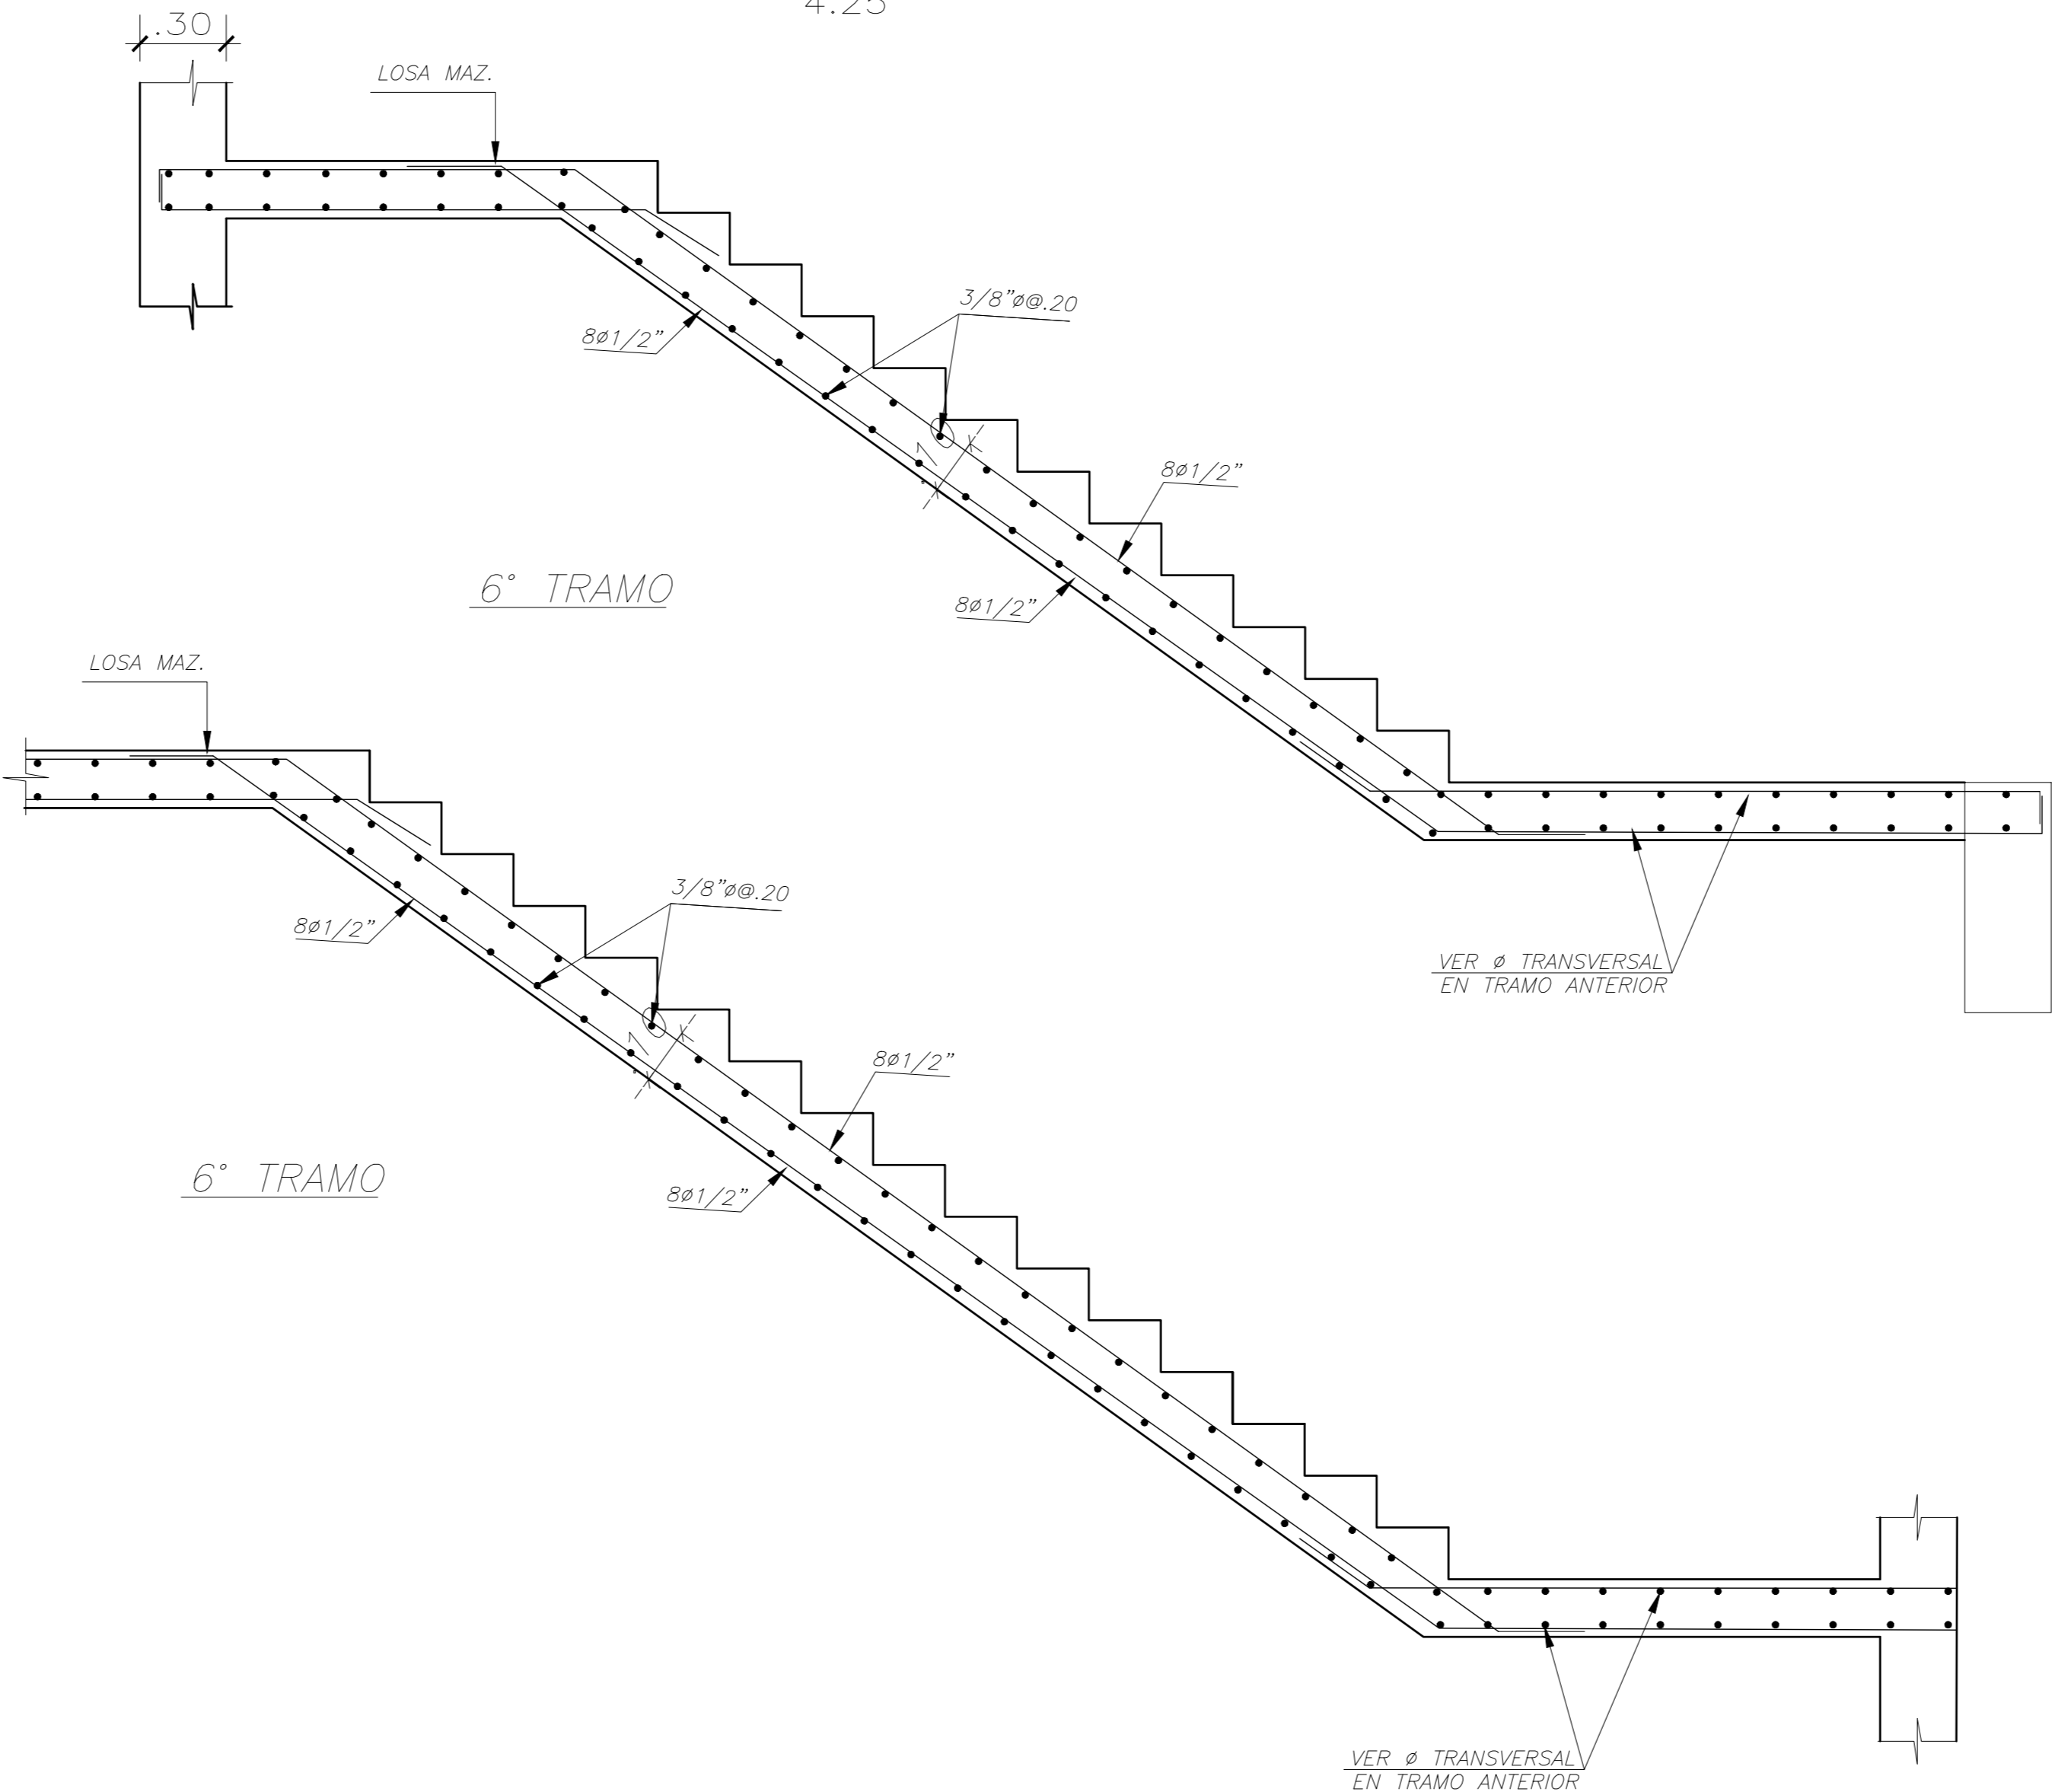 4.25
.30
LOSA MAZ.
3/8"ø@.20
8ø1/2"
8ø1/2"
6° TRAMO
8ø1/2"
LOSA MAZ.
3/8"ø@.20
8ø1/2"
VER ø TRANSVERSAL
EN TRAMO ANTERIOR
8ø1/2"
6° TRAMO
8ø1/2"
VER ø TRANSVERSAL
EN TRAMO ANTERIOR